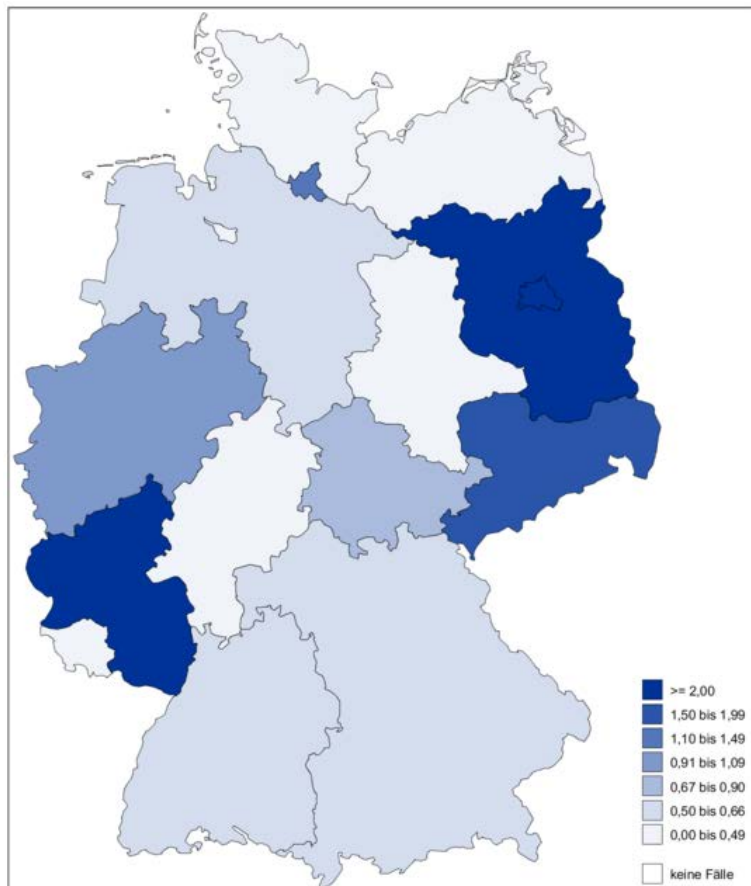 >= 2,00
1,50 bis 1,99
1,10 bis 1,49
0,91 bis 1,09
0,67 bis 0,90
0,50 bis 0,66
0,00 bis 0,49
keine Fälle